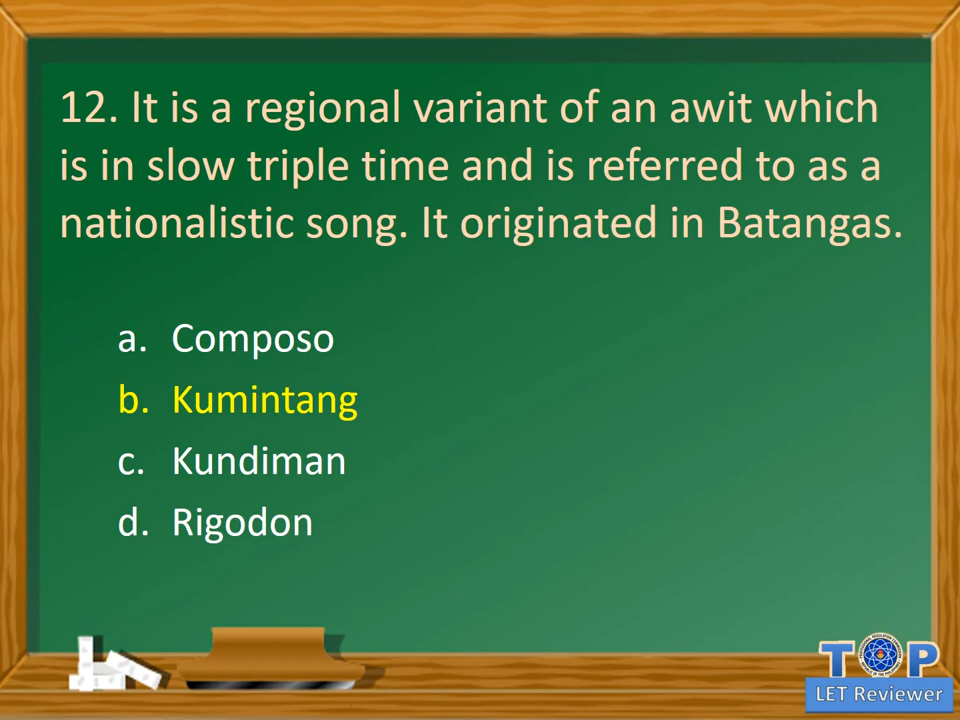 12. It is a regional variant of an awit which
is in slow triple time and is referred to as a
nationalistic song. It originated in Batangas.
a. Composo
b. Kumintang
c. Kundiman
d. Rigodon
TOP
LET Reviewer